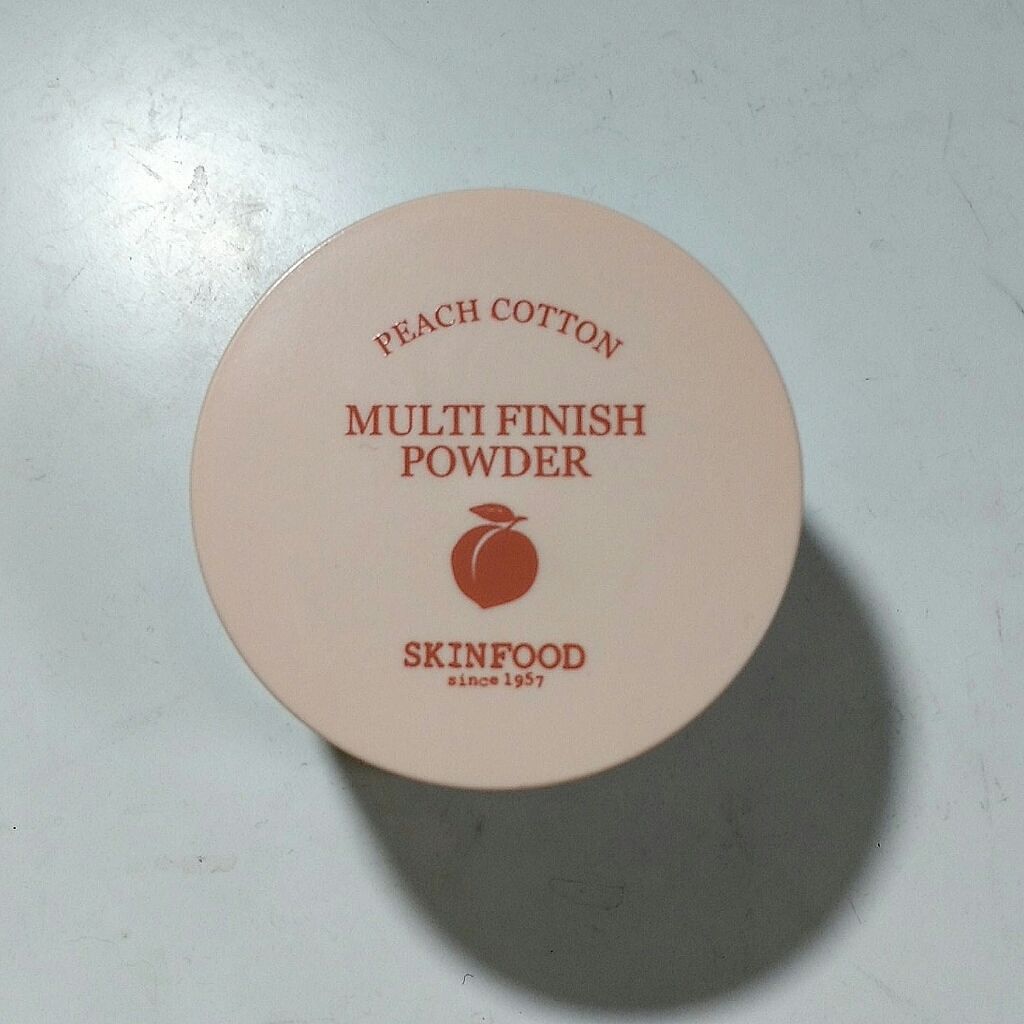 PEACH COTTON
MULTI FINISH
POWDER
SKINFOOD
since 1957